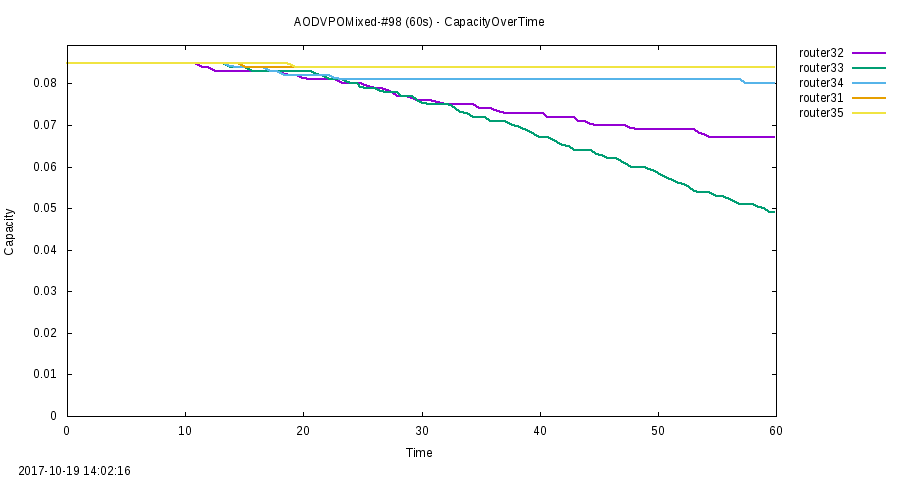 AODVPOMixed-#98 (60s) - CapacityOverTime
router32
router33
router34
router31
router35
0.08
0.07
0.06
0.05
0.04
0.03
0.02
0.01
0
Capacity
0 10 20 30 40 50 60
Time
2017-10-19 14:02:16